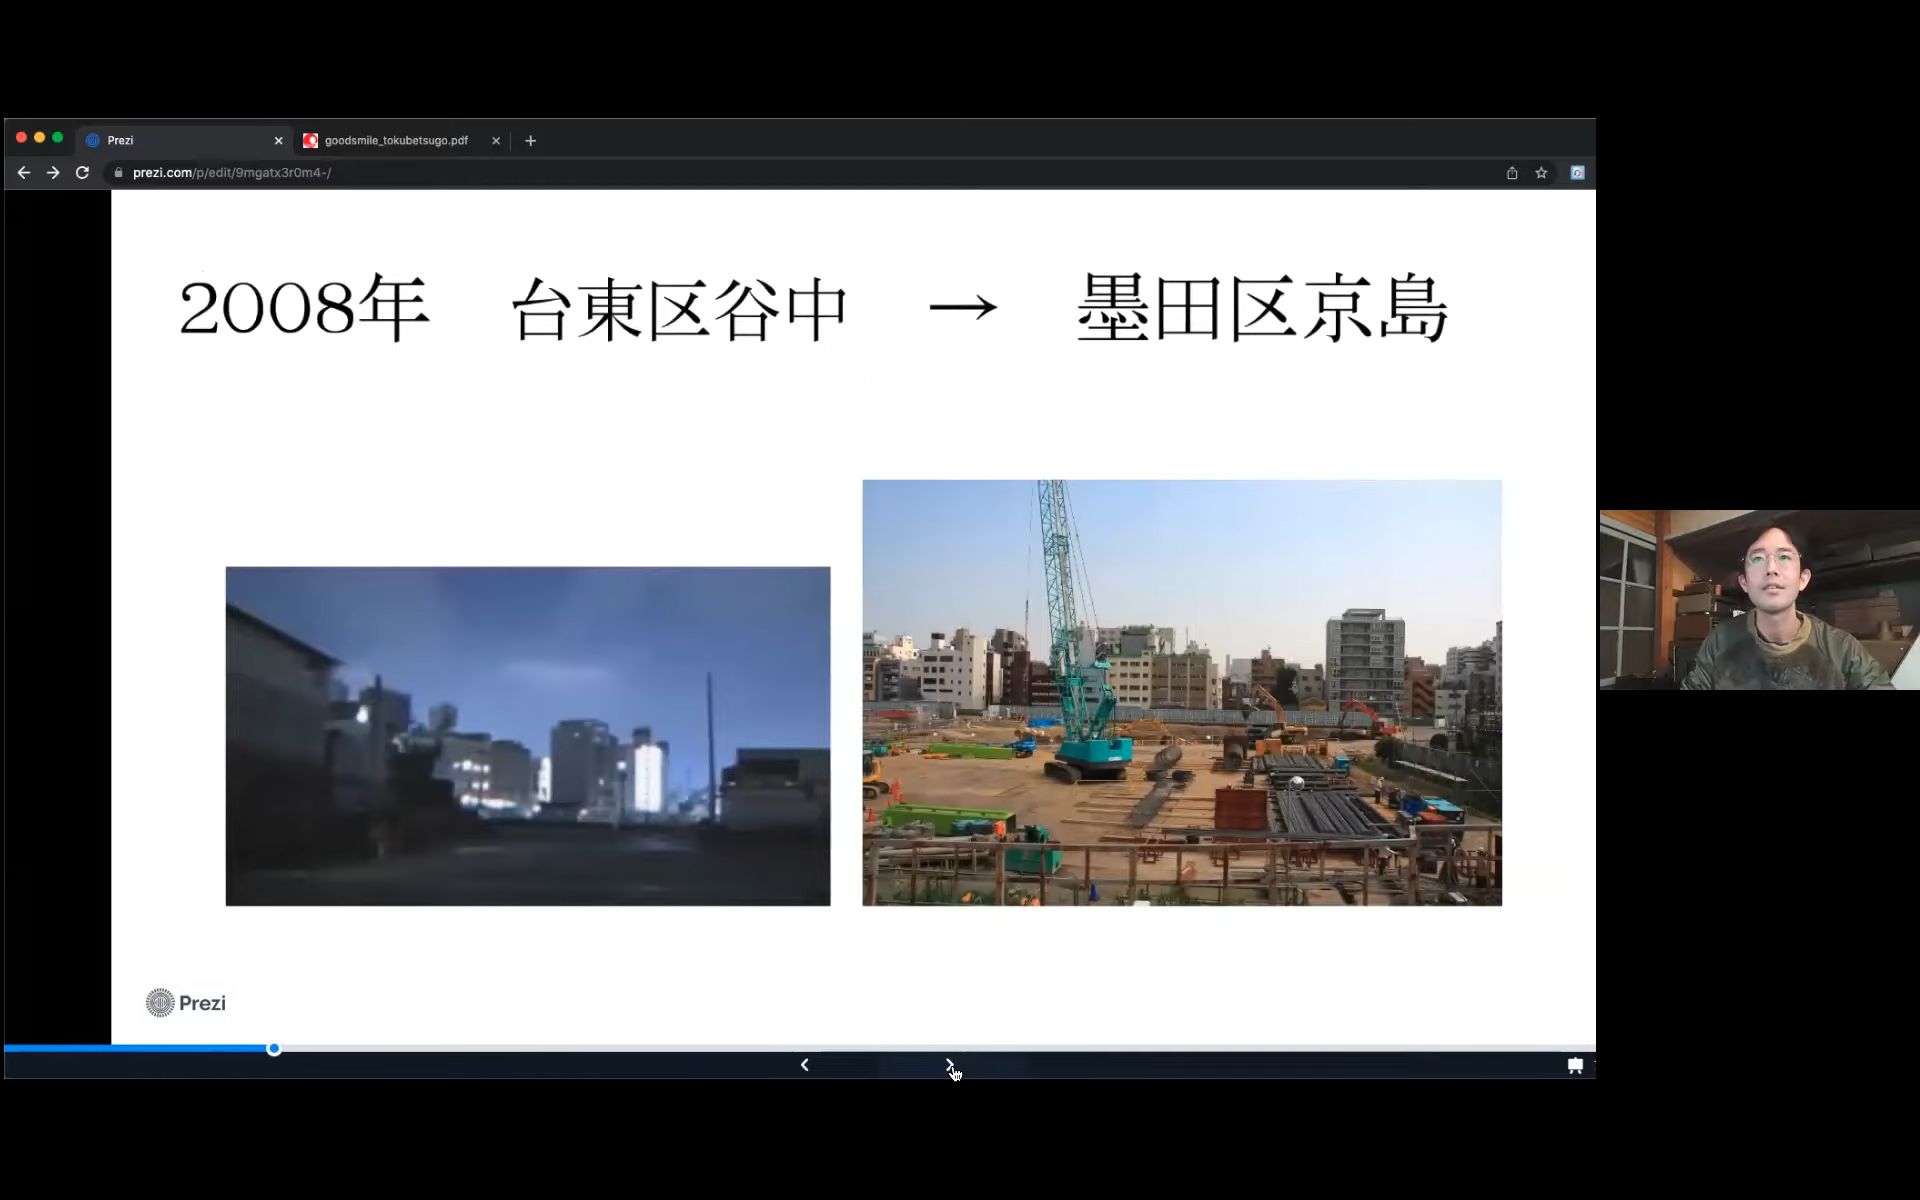 Prezi
goodsmile_tokubetsugo.pdf
prezi.com/p/edit/9mgatx3r0m4-/
2008年　台東区谷中　→　墨田区京島
Prezi